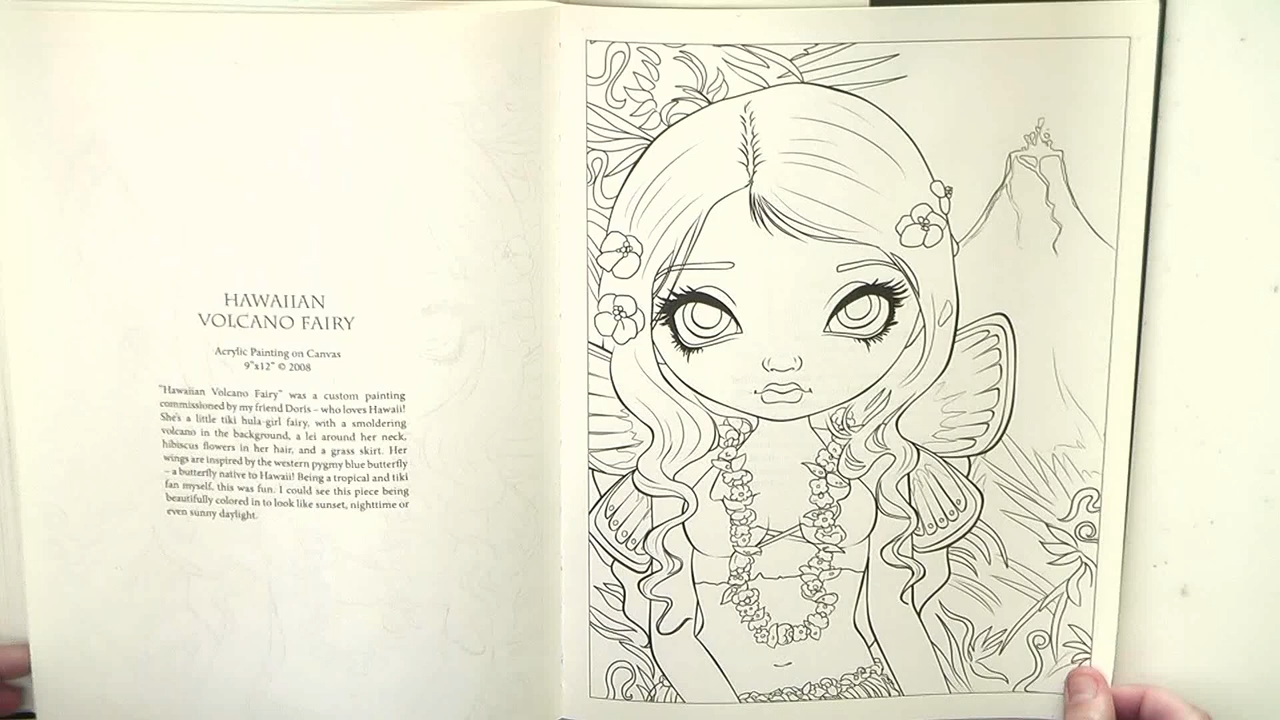 HAWAIIAN
VOLCANO FAIRY
Acrylic Painting on Canvas
9"x12" © 2008
"Hawaiian Volcano Fairy" was a custom painting
commissioned by my friend Doris – who loves Hawaii!
She's a little tiki hula-girl fairy, with a smoldering
volcano in the background, a lei around her neck,
hibiscus flowers in her hair, and a grass skirt. Her
wings are inspired by the western pygmy blue butterfly
– a butterfly native to Hawaii! Being a tropical and tiki
fan myself, this was fun. I could see this piece being
beautifully colored in to look like sunset, nighttime or
even sunny daylight.